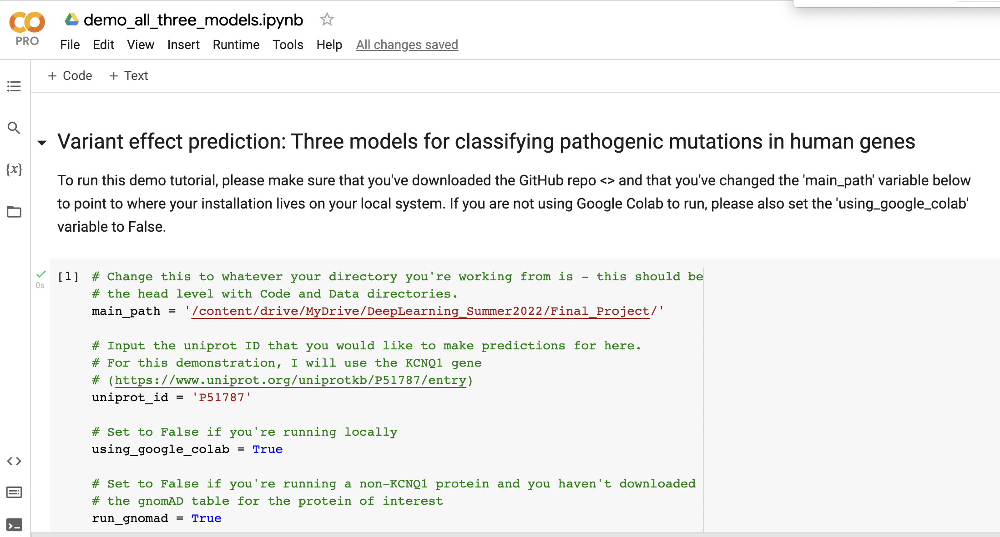 demo_all_three_models.ipynb
PRO
File Edit View Insert Runtime Tools Help All changes saved
+ Code + Text
Variant effect prediction: Three models for classifying pathogenic mutations in human genes
{x}
To run this demo tutorial, please make sure that you've downloaded the GitHub repo <> and that you've changed the 'main_path' variable below
to point to where your installation lives on your local system. If you are not using Google Colab to run, please also set the 'using_google_colab'
variable to False.
[1] # Change this to whatever your directory you're working from is - this should be
0s
# the head level with Code and Data directories.
main_path = '/content/drive/MyDrive/DeepLearning_Summer2022/Final_Project/'
# Input the uniprot ID that you would like to make predictions for here.
# For this demonstration, I will use the KCNQ1 gene
# (https://www.uniprot.org/uniprotkb/P51787/entry)
uniprot_id = 'P51787'
# Set to False if you're running locally
using_google_colab = True
# Set to False if you're running a non-KCNQ1 protein and you haven't downloaded
# the gnomAD table for the protein of interest
run_gnomad = True